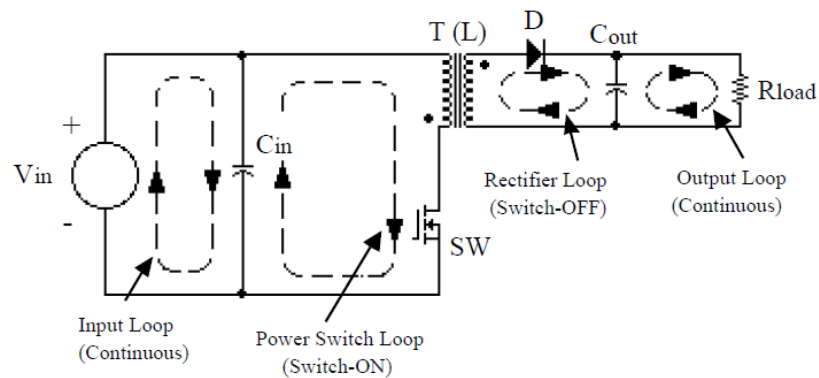 T (L)
D
Cout
Rload
+
Vin
-
Cin
SW
Rectifier Loop
(Switch-OFF)
Output Loop
(Continuous)
Input Loop
(Continuous)
Power Switch Loop
(Switch-ON)